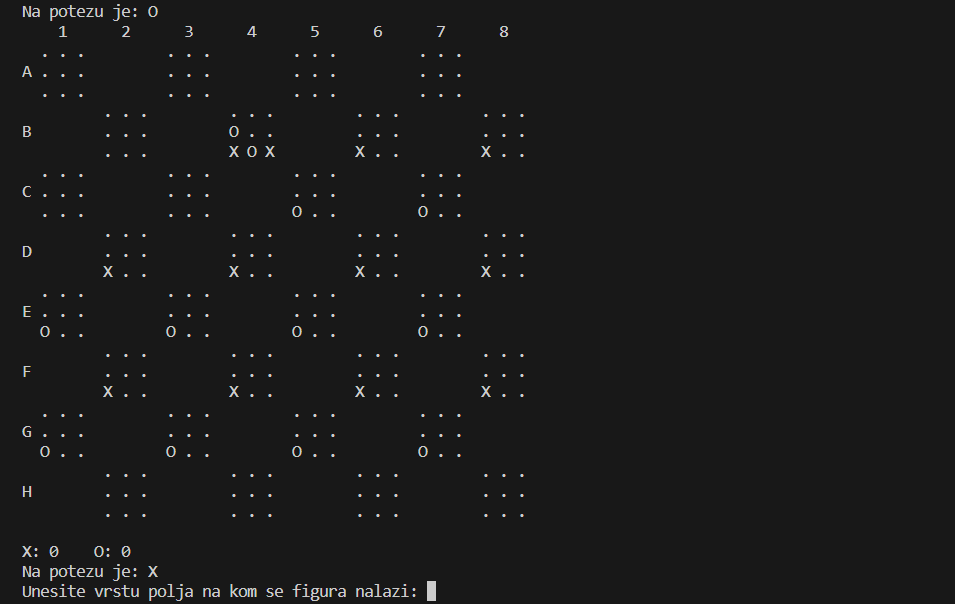 Na potezu je: O
1 2 3 4 5 6 7 8
. . . . . . . . . . . .
A . . . . . . . . . . . .
. . . . . . . . . . . .
. . . . . . . . . . . .
B . . . O . . . . . . . .
. . . X O X X . . X . .
. . . . . . . . . . . .
C . . . . . . . . . . . .
. . . . . . O . . O . .
. . . . . . . . . . . .
D . . . . . . . . . . . .
X . . X . . X . . X . .
. . . . . . . . . . . .
E . . . . . . . . . . . .
O . . O . . O . . O . .
. . . . . . . . . . . .
F . . . . . . . . . . . .
X . . X . . X . . X . .
. . . . . . . . . . . .
G . . . . . . . . . . . .
O . . O . . O . . O . .
. . . . . . . . . . . .
H . . . . . . . . . . . .
. . . . . . . . . . . .
X: 0 O: 0
Na potezu je: X
Unesite vrstu polja na kom se figura nalazi: